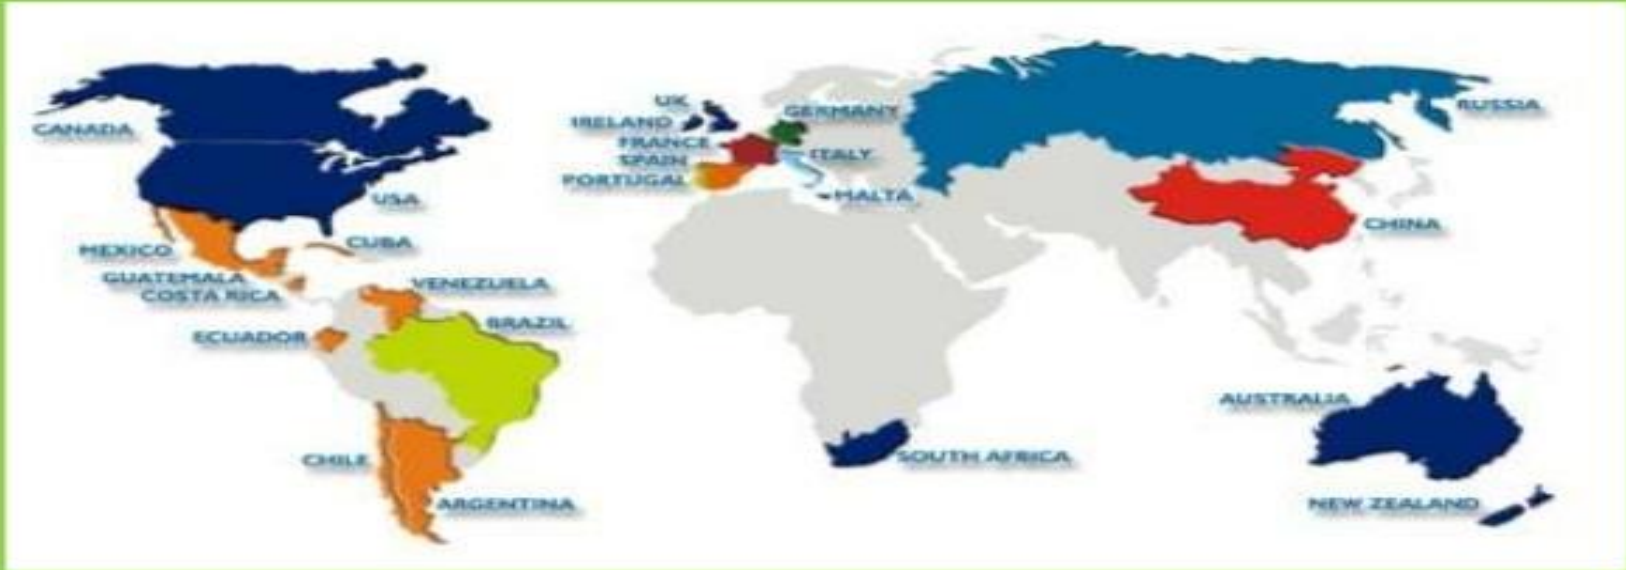 CANADA
USA
MEXICO
CUBA
GUATEMALA
COSTA RICA
VENEZUELA
ECUADOR
BRAZIL
CHILE
ARGENTINA
UK
IRELAND
FRANCE
SPAIN
PORTUGAL
GERMANY
ITALY
MALTA
RUSSIA
CHINA
SOUTH AFRICA
AUSTRALIA
NEW ZEALAND